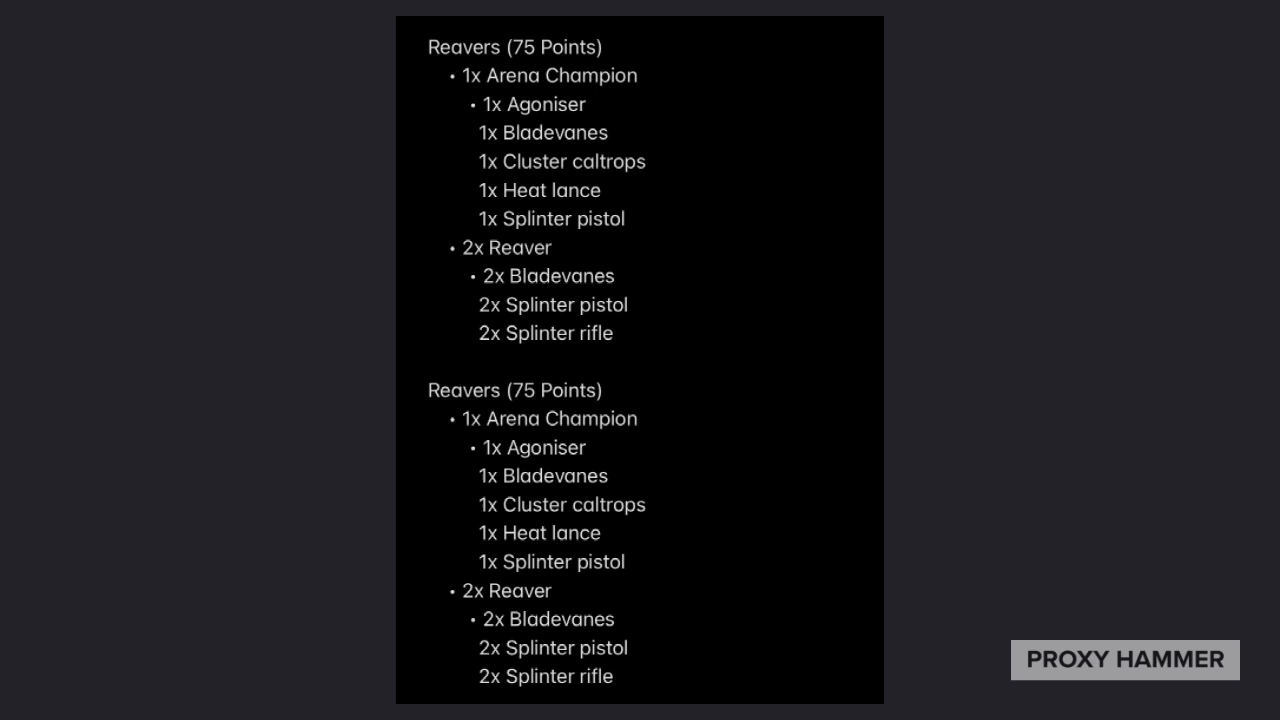 Reavers (75 Points)
• 1x Arena Champion
• 1x Agoniser
1x Bladevanes
1x Cluster caltrops
1x Heat lance
1x Splinter pistol
• 2x Reaver
• 2x Bladevanes
2x Splinter pistol
2x Splinter rifle
Reavers (75 Points)
• 1x Arena Champion
• 1x Agoniser
1x Bladevanes
1x Cluster caltrops
1x Heat lance
1x Splinter pistol
• 2x Reaver
• 2x Bladevanes
2x Splinter pistol
2x Splinter rifle
PROXY HAMMER